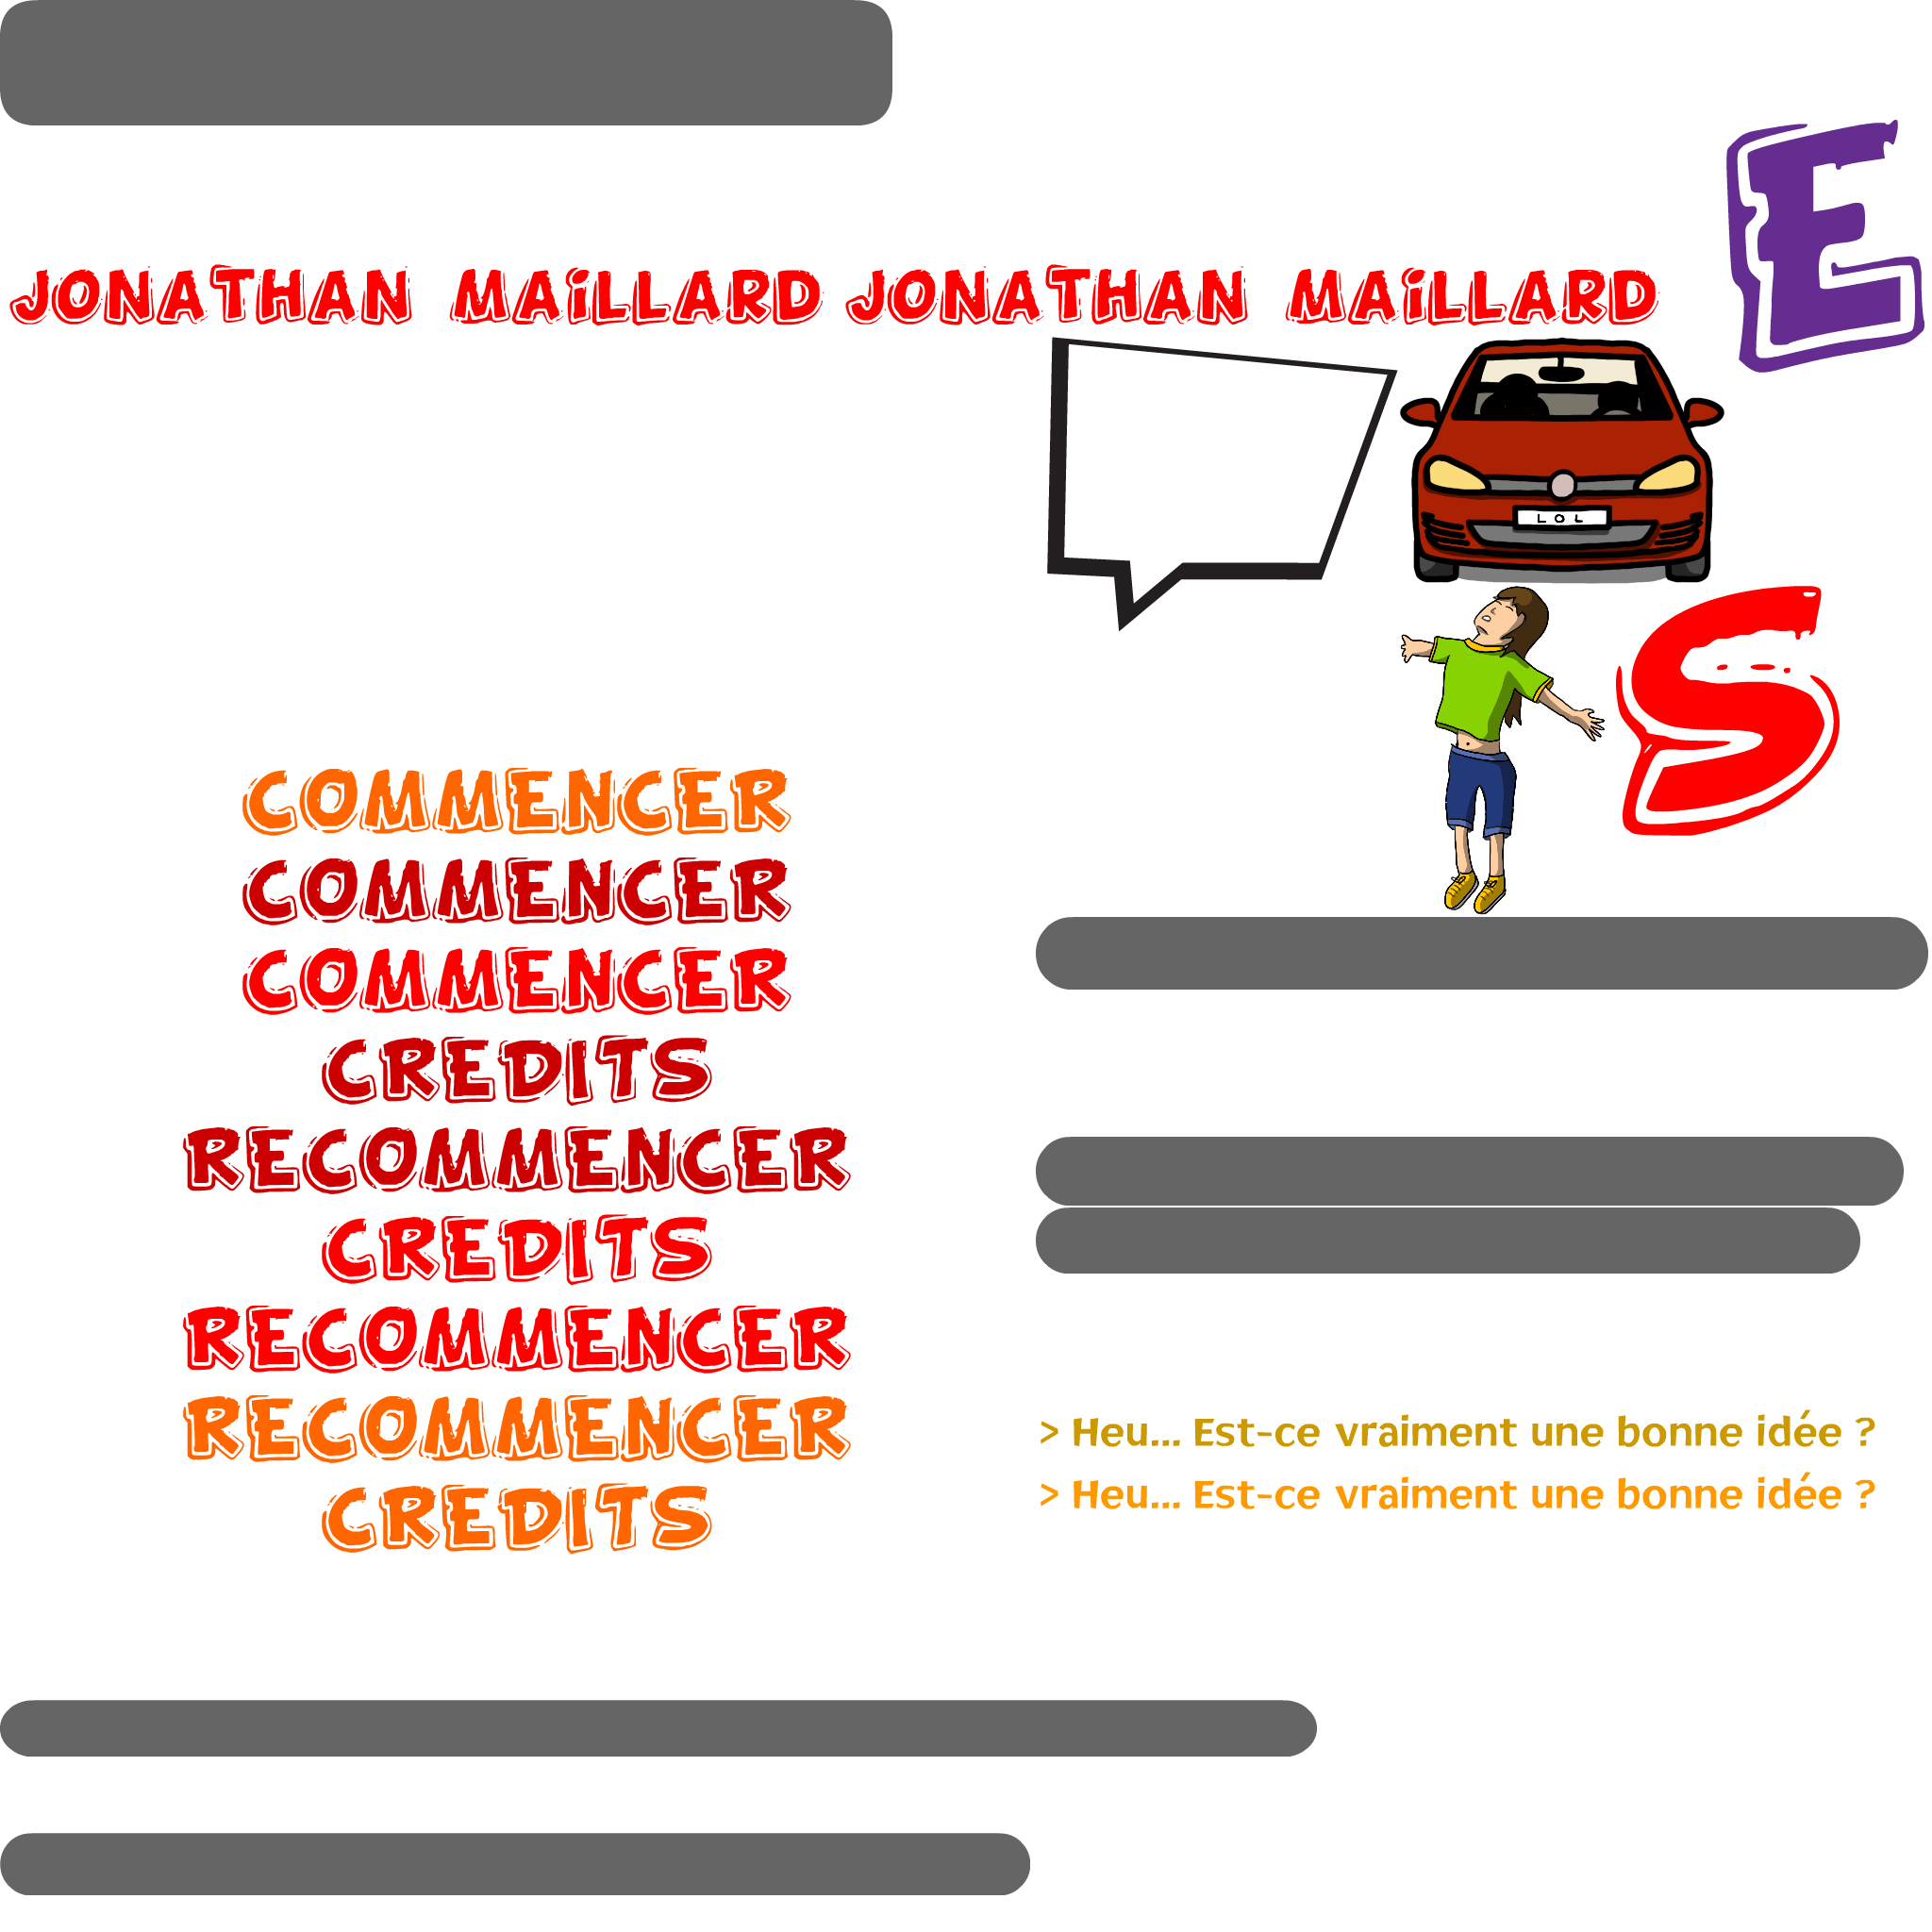 E
JONATHAN MAiLLARD JONATHAN MAiLLARD
LOL
S
COMMENCER
COMMENCER
COMMENCER
CREDITS
RECOMMENCER
CREDITS
RECOMMENCER
RECOMMENCER
CREDITS
> Heu... Est-ce vraiment une bonne idée ?
> Heu... Est-ce vraiment une bonne idée ?